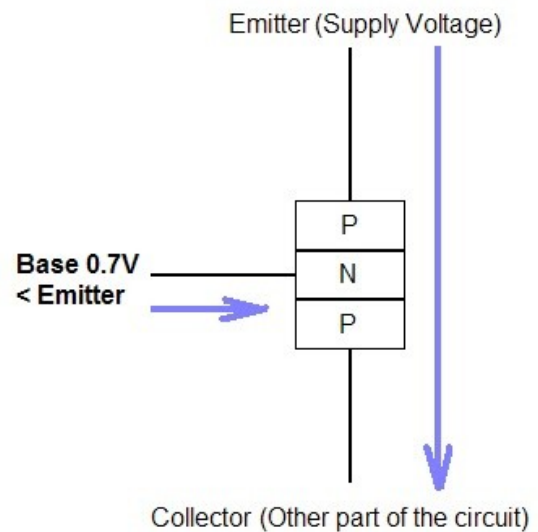 Emitter (Supply Voltage)
P
Base 0.7V
< Emitter
N
P
Collector (Other part of the circuit)